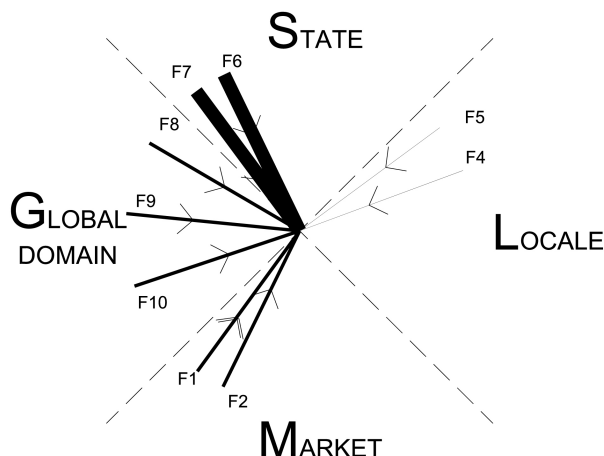 STATE
F6
F7
F8
F5
F4
F9
GLOBAL
DOMAIN
LOCALE
F10
F1
F2
MARKET